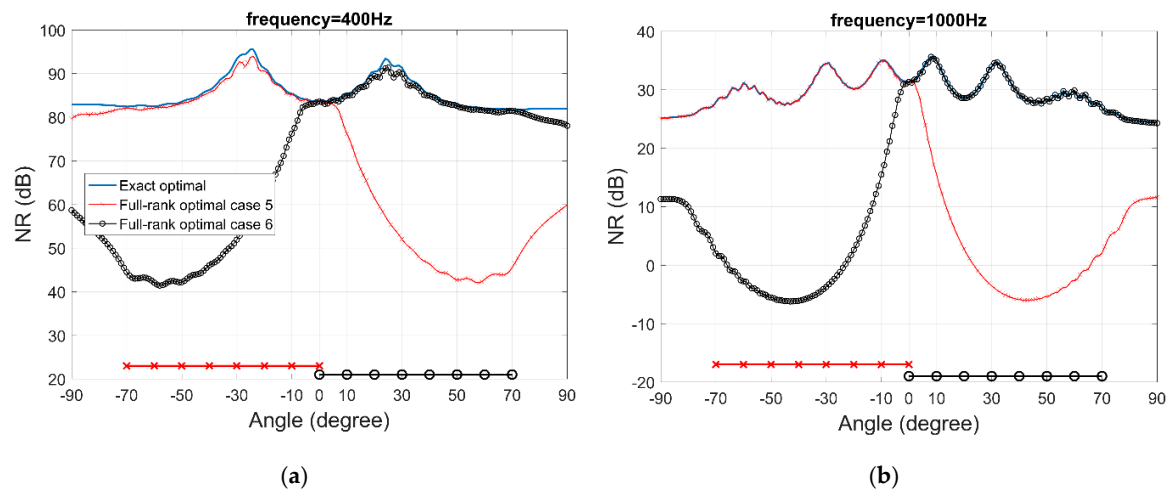 frequency=400Hz
NR (dB)
100
90
80
70
60
50
40
30
20
Exact optimal
Full-rank optimal case 5
Full-rank optimal case 6
-90 -70 -50 -30 -10 0 10 30 50 70 90
Angle (degree)
(a)
frequency=1000Hz
NR (dB)
40
30
20
10
0
-10
-20
-90 -70 -50 -30 -10 0 10 30 50 70 90
Angle (degree)
(b)